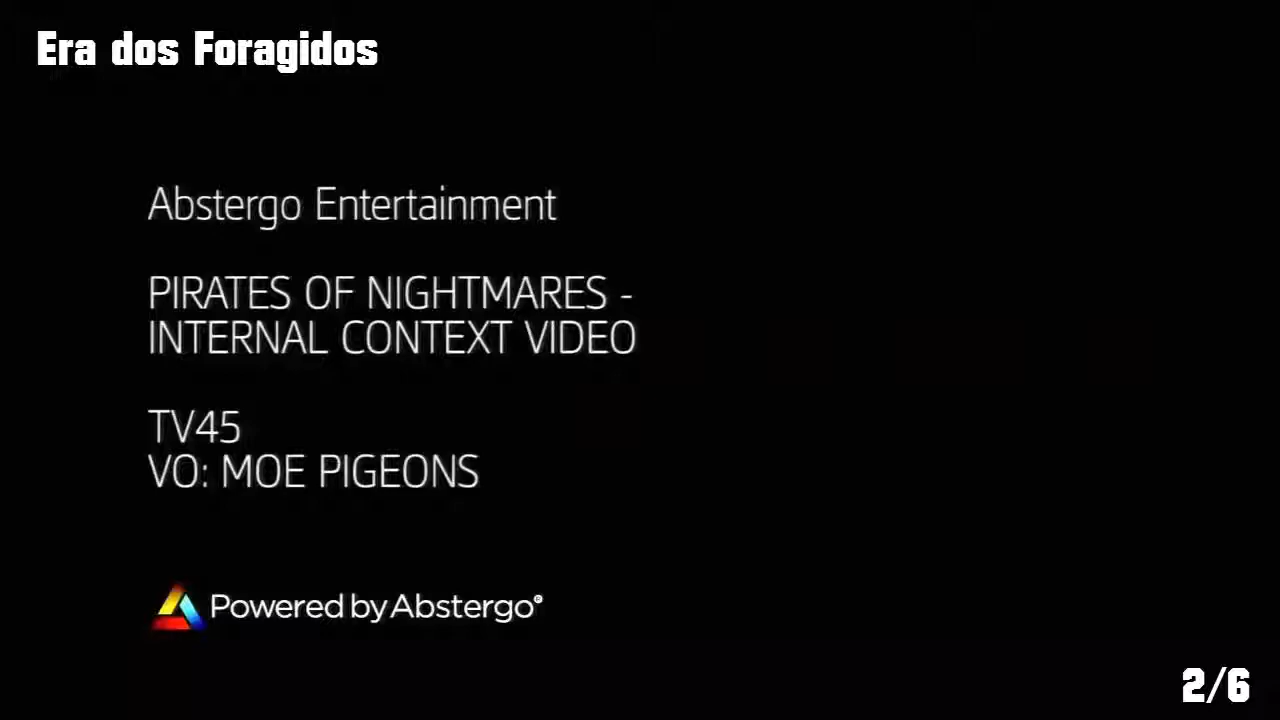 Era dos Foragidos
Abstergo Entertainment
PIRATES OF NIGHTMARES -
INTERNAL CONTEXT VIDEO
TV45
VO: MOE PIGEONS
Powered by Abstergo®
2/6